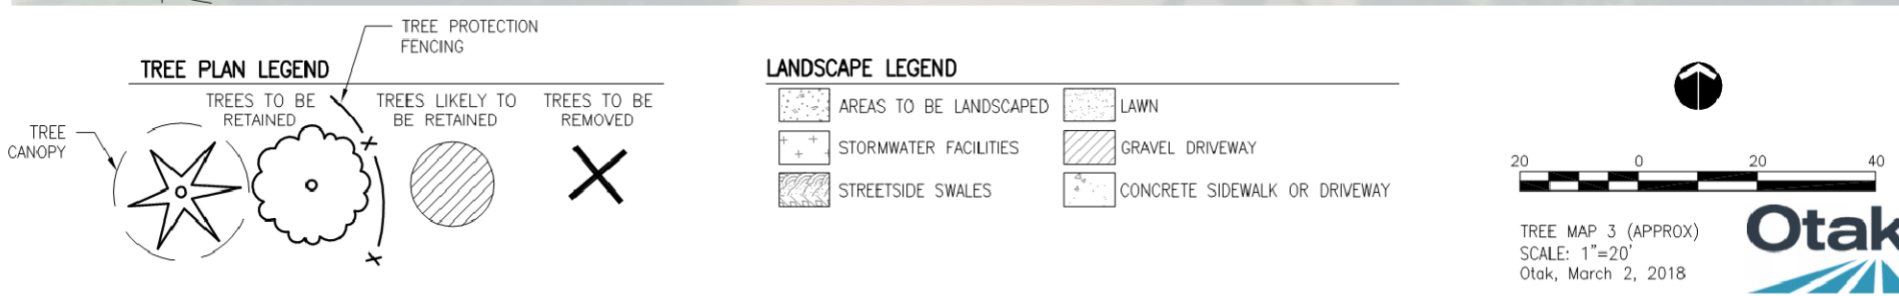 TREE PROTECTION
FENCING
TREE PLAN LEGEND
TREES TO BE
RETAINED
TREES LIKELY TO
BE RETAINED
TREES TO BE
REMOVED
TREE
CANOPY
LANDSCAPE LEGEND
AREAS TO BE LANDSCAPED
LAWN
STORMWATER FACILITIES
GRAVEL DRIVEWAY
STREETSIDE SWALES
CONCRETE SIDEWALK OR DRIVEWAY
20 0 20 40
TREE MAP 3 (APPROX)
SCALE: 1"=20'
Otak, March 2, 2018
Otak